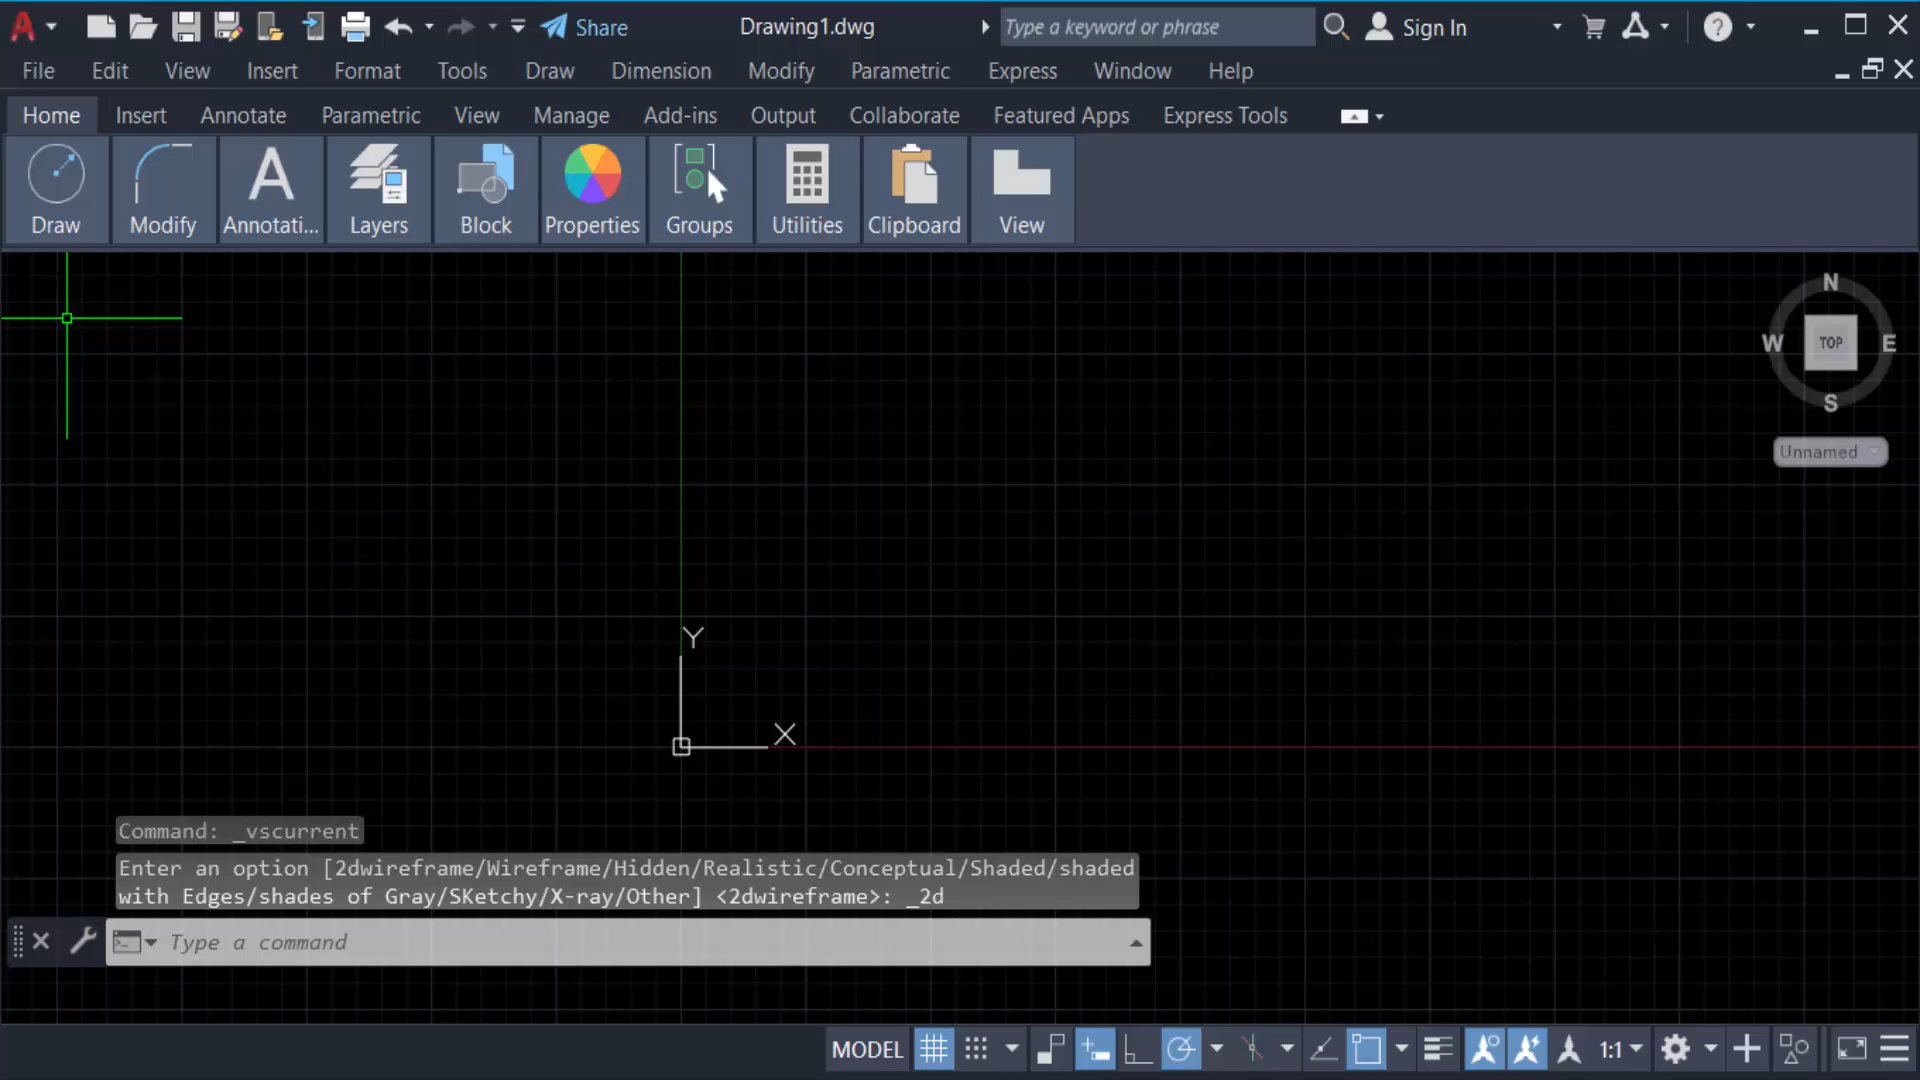 Share
Drawing1.dwg
Type a keyword or phrase
Sign In
File Edit View Insert Format Tools Draw Dimension Modify Parametric Express Window Help
Home Insert Annotate Parametric View Manage Add-ins Output Collaborate Featured Apps Express Tools
Draw Modify Annotati... Layers Block Properties Groups Utilities Clipboard View
N
W TOP E
S
Unnamed
Y
X
Command: _vscurrent
Enter an option [2dwireframe/Wireframe/Hidden/Realistic/Conceptual/Shaded/shaded
with Edges/shades of Gray/SKetchy/X-ray/Other] <2dwireframe>: _2d
Type a command
MODEL 1:1